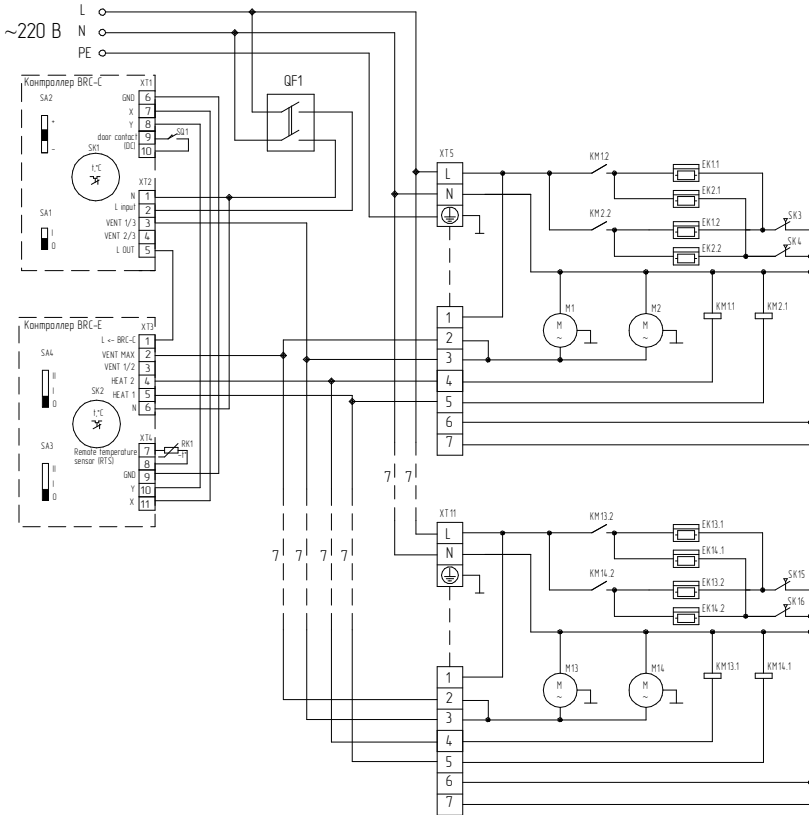 L
~220 В
N
PE
Контроллер BRC-C
XT1
SA2
+
-
GND 6
X 7
Y 8
door contact (DC) 9
10
SQ1
SK1
t,°C
XT2
SA1
I
0
N 1
L input 2
VENT 1/3 3
VENT 2/3 4
L OUT 5
QF1
Контроллер BRC-E
XT3
SA4
II
I
0
L <- BRC-C 1
VENT MAX 2
VENT 1/2 3
HEAT 2 4
HEAT 1 5
N 6
SK2
t,°C
XT4
SA3
II
I
0
Remote temperature
sensor (RTS)
7
8
GND 9
Y 10
X 11
RK1
-t°
7
7
7
7
7
7
XT5
L
N
1
2
3
4
5
6
7
KM1.2
KM2.2
EK1.1
EK2.1
EK1.2
EK2.2
SK3
SK4
M1
M
~
M2
M
~
KM1.1
KM2.1
XT11
L
N
1
2
3
4
5
6
7
KM13.2
KM14.2
EK13.1
EK14.1
EK13.2
EK14.2
SK15
SK16
M13
M
~
M14
M
~
KM13.1
KM14.1